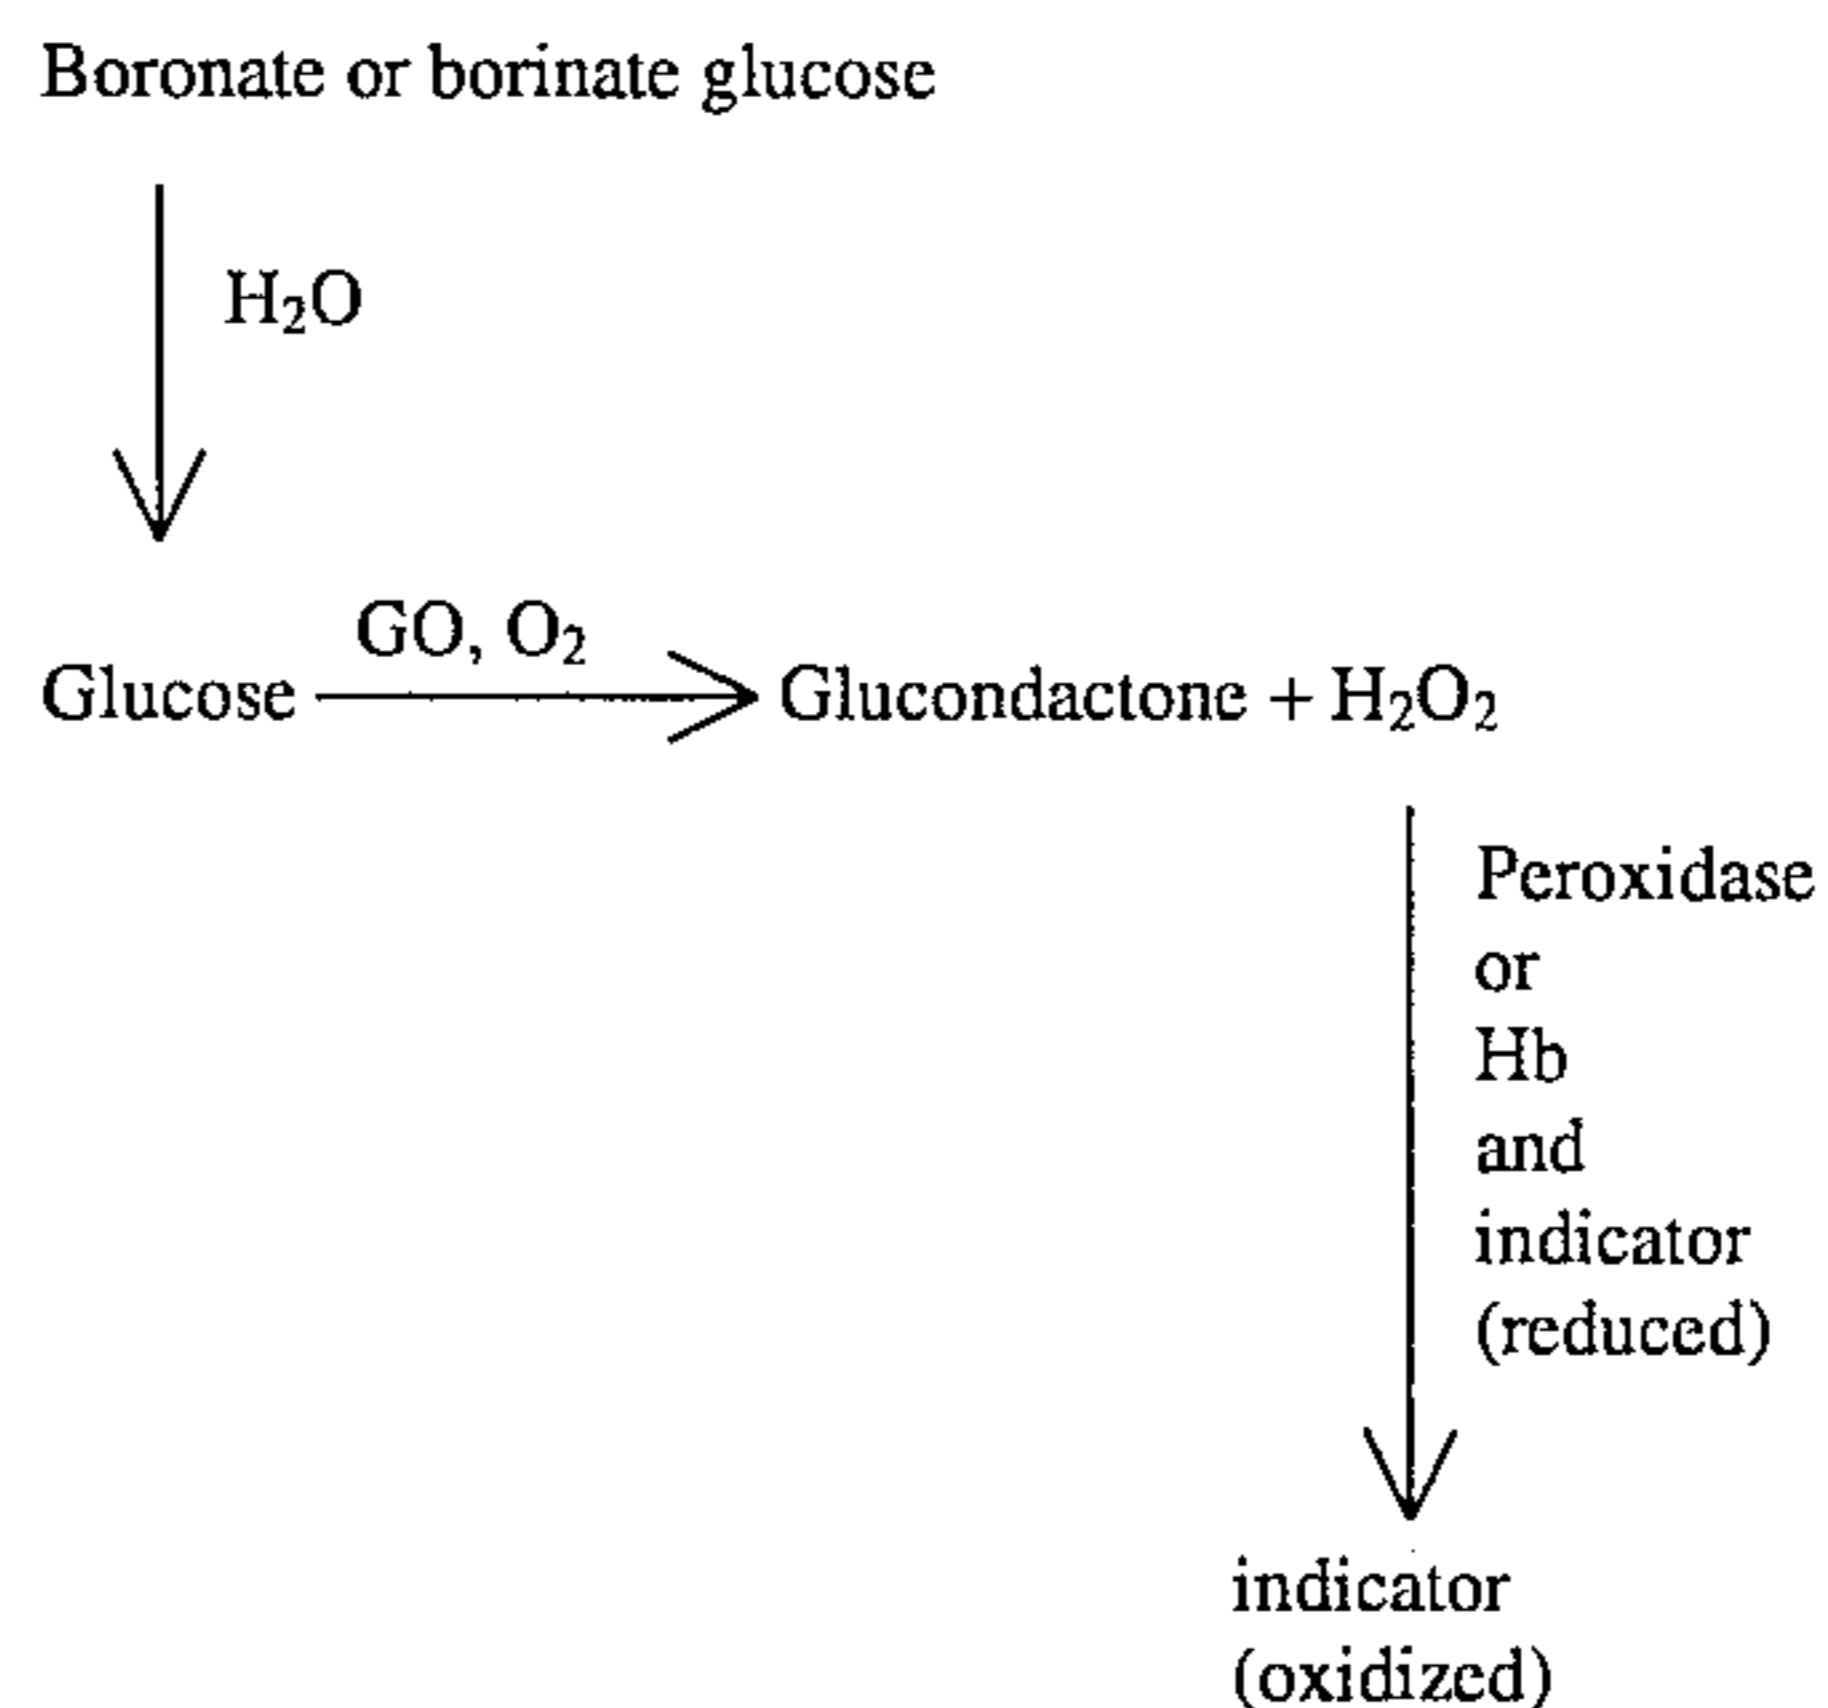 Boronate or borinate glucose
H₂O
GO, O₂
Glucose Glucondactone + H₂O₂
Peroxidase
or
Hb
and
indicator
(reduced)
indicator
(oxidized)